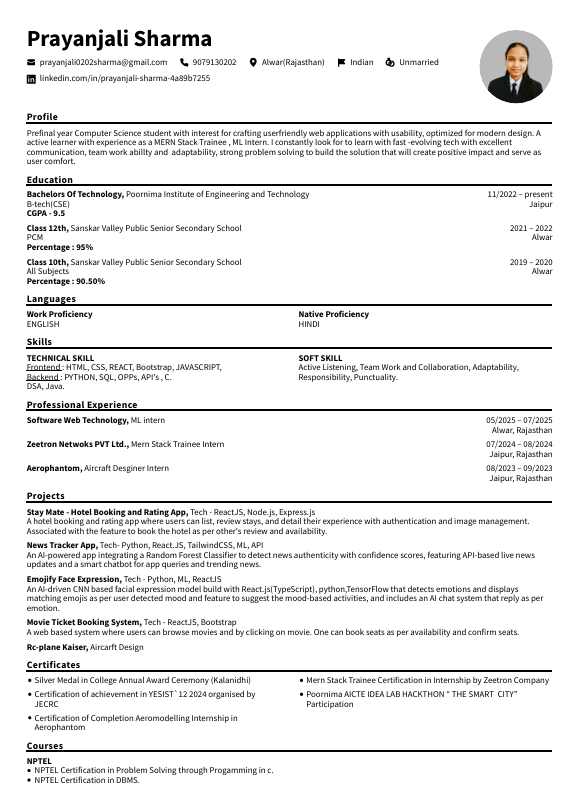 Prayanjali Sharma
prayanjali0202sharma@gmail.com 9079130202 Alwar(Rajasthan) Indian Unmarried
linkedin.com/in/prayanjali-sharma-4a89b7255
Profile
Prefinal year Computer Science student with interest for crafting userfriendly web applications with usability, optimized for modern design. A
active learner with experience as a MERN Stack Trainee , ML Intern. I constantly look for to learn with fast -evolving tech with excellent
communication, team work abilty and adaptability, strong problem solving to build the solution that will create positive impact and serve as
user comfort.
Education
Bachelors Of Technology, Poornima Institute of Engineering and Technology 11/2022 – present
B-tech(CSE) Jaipur
CGPA - 9.5
Class 12th, Sanskar Valley Public Senior Secondary School 2021 – 2022
PCM Alwar
Percentage : 95%
Class 10th, Sanskar Valley Public Senior Secondary School 2019 – 2020
All Subjects Alwar
Percentage : 90.50%
Languages
Work Proficiency Native Proficiency
ENGLISH HINDI
Skills
TECHNICAL SKILL SOFT SKILL
Frontend : HTML, CSS, REACT, Bootstrap, JAVASCRIPT, Active Listening, Team Work and Collaboration, Adaptability,
Backend : PYTHON, SQL, OPPs, API's , C. Responsibility, Punctuality.
DSA, Java.
Professional Experience
Software Web Technology, ML intern 05/2025 – 07/2025
Alwar, Rajasthan
Zeetron Netwoks PVT Ltd., Mern Stack Trainee Intern 07/2024 – 08/2024
Jaipur, Rajasthan
Aerophantom, Aircraft Desginer Intern 08/2023 – 09/2023
Jaipur, Rajasthan
Projects
Stay Mate - Hotel Booking and Rating App, Tech - ReactJS, Node.js, Express.js
A hotel booking and rating app where users can list, review stays, and detail their experience with authentication and image management.
Associated with the feature to book the hotel as per other's review and availability.
News Tracker App, Tech- Python, React.JS, TailwindCSS, ML, API
An AI-powered app integrating a Random Forest Classifier to detect news authenticity with confidence scores, featuring API-based live news
updates and a smart chatbot for app queries and trending news.
Emojify Face Expression, Tech - Python, ML, ReactJS
An AI-driven CNN based facial expression model build with React.js(TypeScript), python,TensorFlow that detects emotions and displays
matching emojis as per user detected mood and feature to suggest the mood-based activities, and includes an AI chat system that reply as per
emotion.
Movie Ticket Booking System, Tech - ReactJS, Bootstrap
A web based system where users can browse movies and by clicking on movie. One can book seats as per availability and confirm seats.
Rc-plane Kaiser, Aircarft Design
Certificates
• Silver Medal in College Annual Award Ceremony (Kalanidhi) • Mern Stack Trainee Certification in Internship by Zeetron Company
• Certification of achievement in YESIST`12 2024 organised by • Poornima AICTE IDEA LAB HACKTHON “ THE SMART CITY”
JECRC Participation
• Certification of Completion Aeromodelling Internship in
Aerophantom
Courses
NPTEL
• NPTEL Certification in Problem Solving through Progamming in c.
• NPTEL Certification in DBMS.